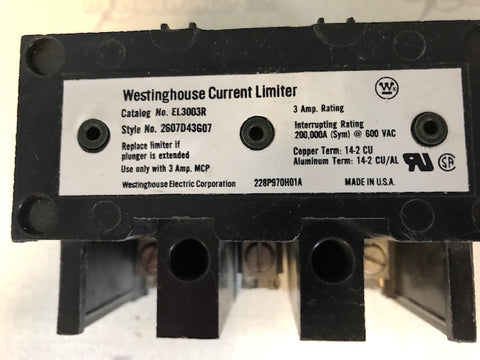 Westinghouse Current Limiter
W
Catalog No. EL3003R
3 Amp. Rating
Style No. 2607D43G07
Interrupting Rating
200,000A (Sym) @ 600 VAC
Replace limiter if
plunger is extended
Copper Term: 14-2 CU
Aluminum Term: 14-2 CU/AL
Use only with 3 Amp. MCP
Westinghouse Electric Corporation
228P970H01A
MADE IN U.S.A.